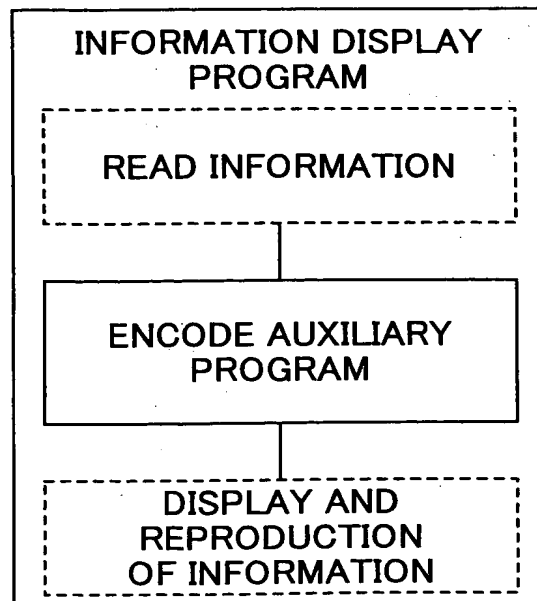 INFORMATION DISPLAY
PROGRAM
READ INFORMATION
ENCODE AUXILIARY
PROGRAM
DISPLAY AND
REPRODUCTION
OF INFORMATION